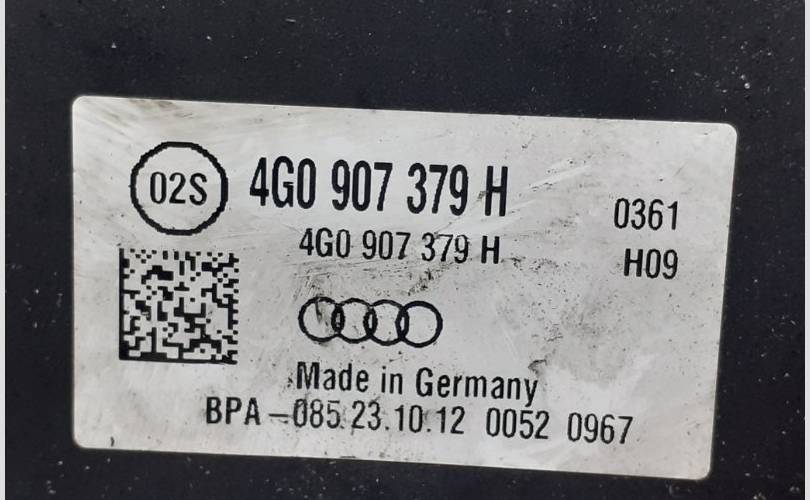 02S 4G0 907 379 H 0361
4G0 907 379 H H09
Made in Germany
BPA-085 23.10.12 0052 0967